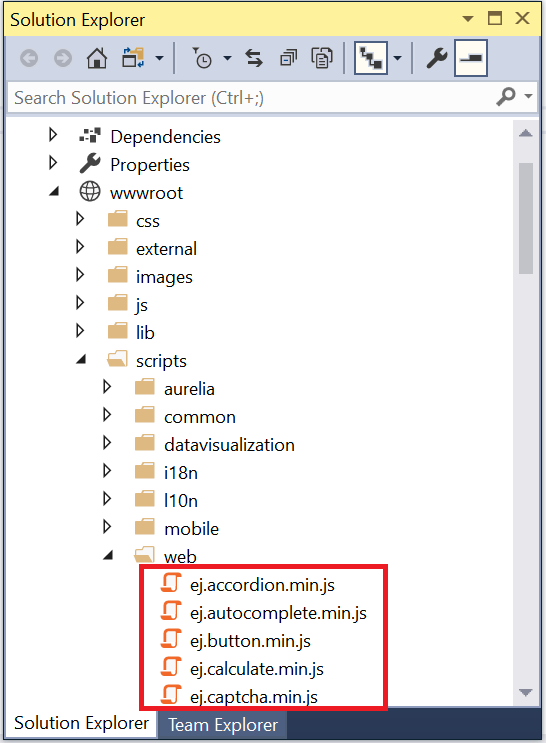 Solution Explorer
Search Solution Explorer (Ctrl+;)
Dependencies
Properties
wwwroot
css
external
images
js
lib
scripts
aurelia
common
datavisualization
i18n
l10n
mobile
web
ej.accordion.min.js
ej.autocomplete.min.js
ej.button.min.js
ej.calculate.min.js
ej.captcha.min.js
Solution Explorer Team Explorer